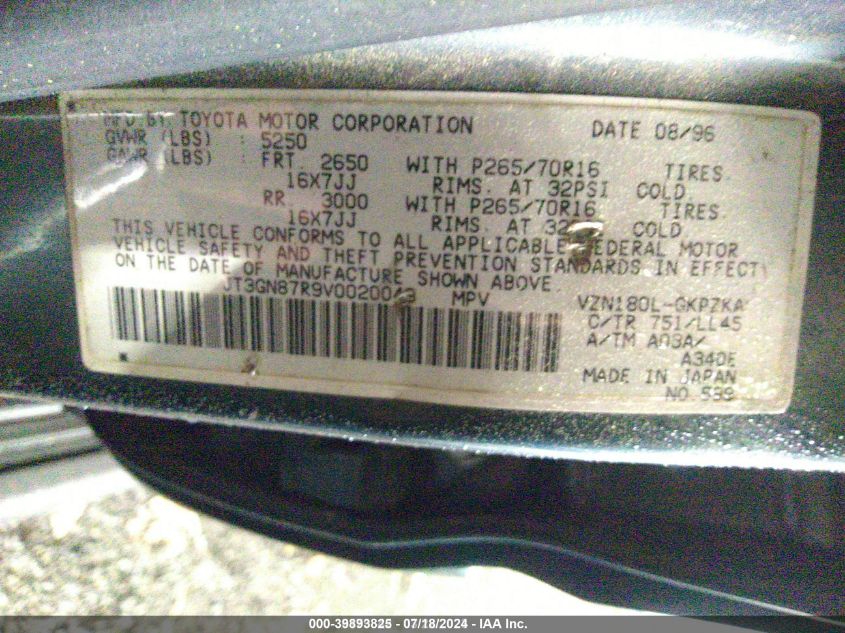 MFD BY TOYOTA MOTOR CORPORATION DATE 08/96
GVWR (LBS) : 5250
GAWR (LBS) : FRT. 2650 WITH P265/70R16 TIRES.
16X7JJ RIMS. AT 32PSI COLD.
RR. 3000 WITH P265/70R16 TIRES.
16X7JJ RIMS. AT COLD.
THIS VEHICLE CONFORMS TO ALL APPLICABLE FEDERAL MOTOR
VEHICLE SAFETY AND THEFT PREVENTION STANDARDS IN EFFECT
ON THE DATE OF MANUFACTURE SHOWN ABOVE.
MPV VZN180L-GKPZKA
C/TR 751/LL45
A/TM A03A/
A340E
MADE IN JAPAN
NO
000-39893825 - 07/18/2024 - IAA Inc.